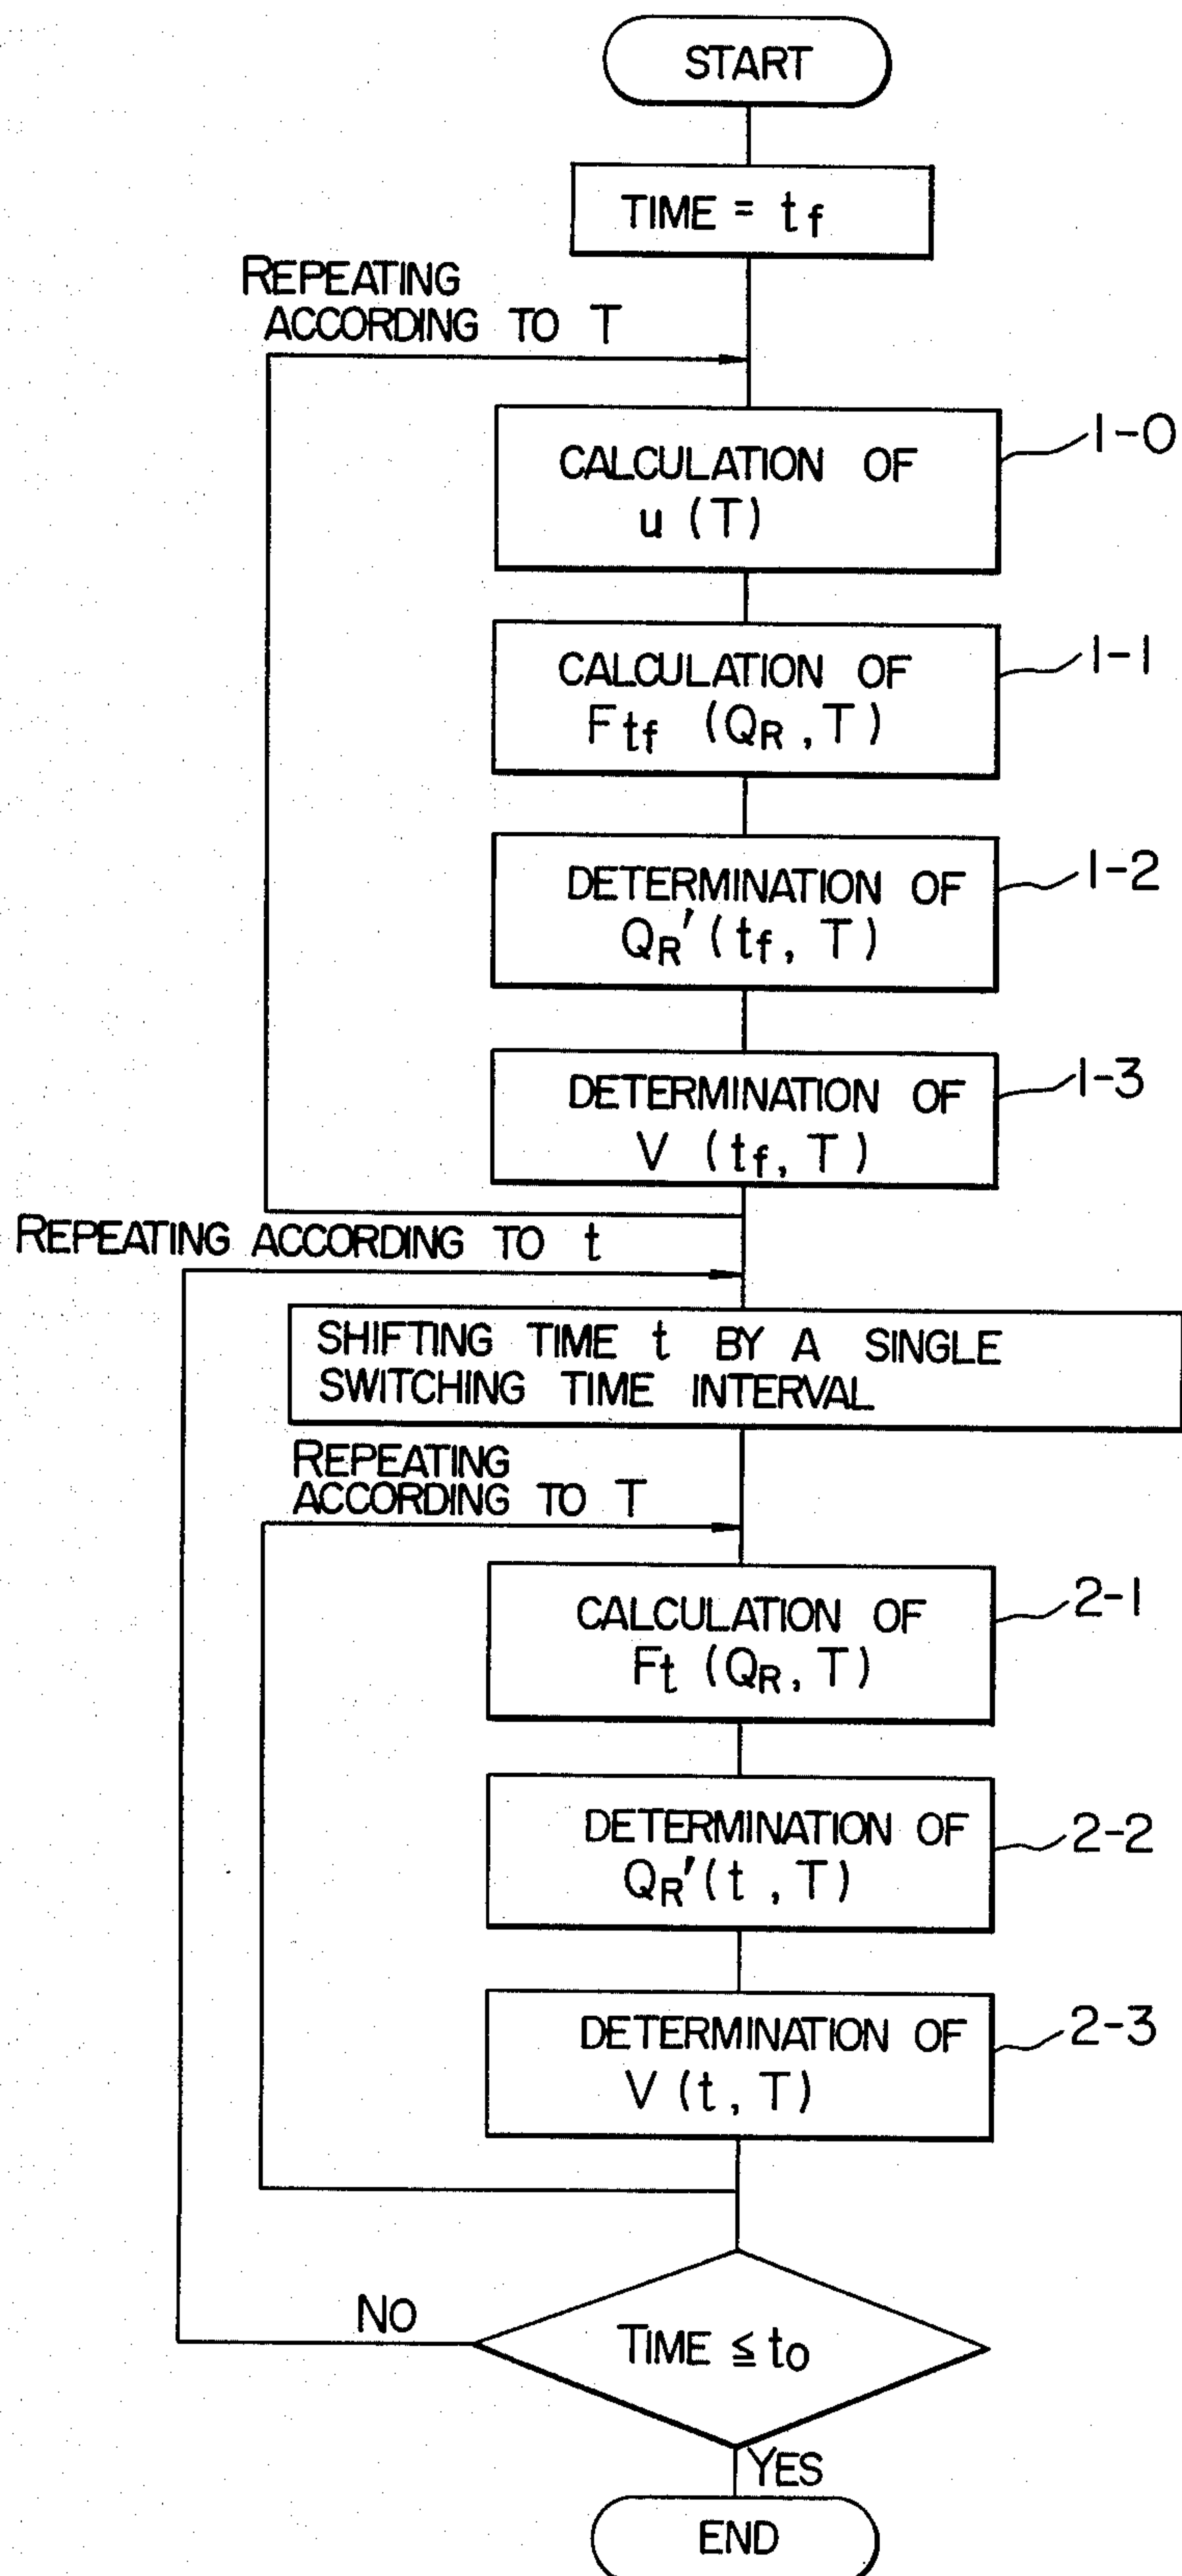 START
TIME = tf
REPEATING
ACCORDING TO T
CALCULATION OF
u (T)
1-0
CALCULATION OF
Ftf (QR, T)
1-1
DETERMINATION OF
QR'(tf, T)
1-2
DETERMINATION OF
V (tf, T)
1-3
REPEATING ACCORDING TO t
SHIFTING TIME t BY A SINGLE
SWITCHING TIME INTERVAL
REPEATING
ACCORDING TO T
CALCULATION OF
Ft (QR, T)
2-1
DETERMINATION OF
QR'(t, T)
2-2
DETERMINATION OF
V (t, T)
2-3
NO
TIME ≦ to
YES
END